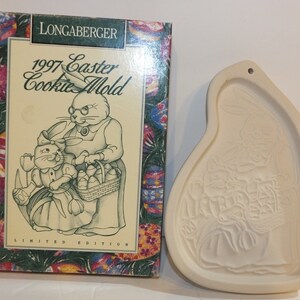 LONGABERGER
1997 Easter
Cookie Mold
LIMITED EDITION